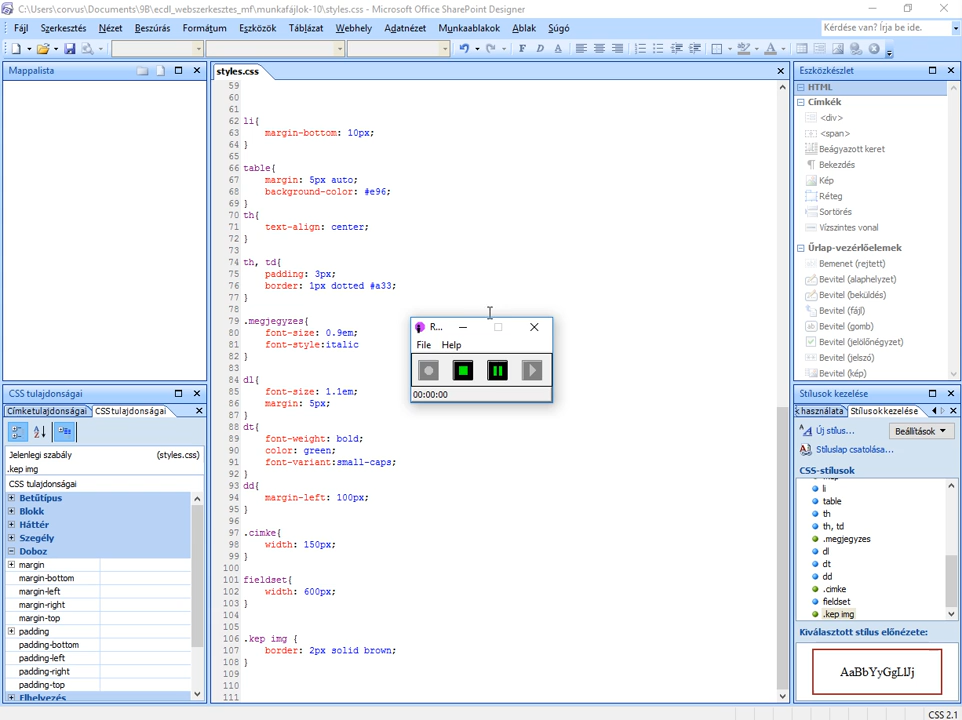 C:\Users\corvus\Documents\9B\ecdl_webszerkesztes_mf\munkafájlok-10\styles.css - Microsoft Office SharePoint Designer
Fájl Szerkesztés Nézet Beszúrás Formátum Eszközök Táblázat Webhely Adatnézet Munkaablakok Ablak Súgó
Kérdése van? Írja be ide.
F D A
Mappalista
styles.css
59
60
61
62 li{
63 margin-bottom: 10px;
64 }
65
66 table{
67 margin: 5px auto;
68 background-color: #e96;
69 }
70 th{
71 text-align: center;
72 }
73
74 th, td{
75 padding: 3px;
76 border: 1px dotted #a33;
77 }
78
79 .megjegyzes{
80 font-size: 0.9em;
81 font-style:italic
82 }
83
84 dl{
85 font-size: 1.1em;
86 margin: 5px;
87 }
88 dt{
89 font-weight: bold;
90 color: green;
91 font-variant:small-caps;
92 }
93 dd{
94 margin-left: 100px;
95 }
96
97 .cimke{
98 width: 150px;
99 }
100
101 fieldset{
102 width: 600px;
103 }
104
105
106 .kep img {
107 border: 2px solid brown;
108 }
109
110
111
R...
File Help
00:00:00
Eszközkészlet
HTML
Címkék
<div>
<span>
Beágyazott keret
Bekezdés
Kép
Réteg
Sortörés
Vízszintes vonal
Űrlap-vezérlőelemek
Bemenet (rejtett)
Bevitel (alaphelyzet)
Bevitel (beküldés)
Bevitel (fájl)
Bevitel (gomb)
Bevitel (jelölőnégyzet)
Bevitel (jelszó)
Bevitel (kép)
CSS tulajdonságai
Címketulajdonságai CSS tulajdonságai
Jelenlegi szabály (styles.css)
.kep img
CSS tulajdonságai
Betűtípus
Blokk
Háttér
Szegély
Doboz
margin
margin-bottom
margin-left
margin-right
margin-top
padding
padding-bottom
padding-left
padding-right
padding-top
Elhelyezés
Stílusok kezelése
k használata Stílusok kezelése
Új stílus... Beállítások
Stíluslap csatolása...
CSS-stílusok
li
table
th
th, td
.megjegyzes
dl
dt
dd
.cimke
fieldset
.kep img
Kiválasztott stílus előnézete:
AaBbYyGgLlJj
CSS 2.1